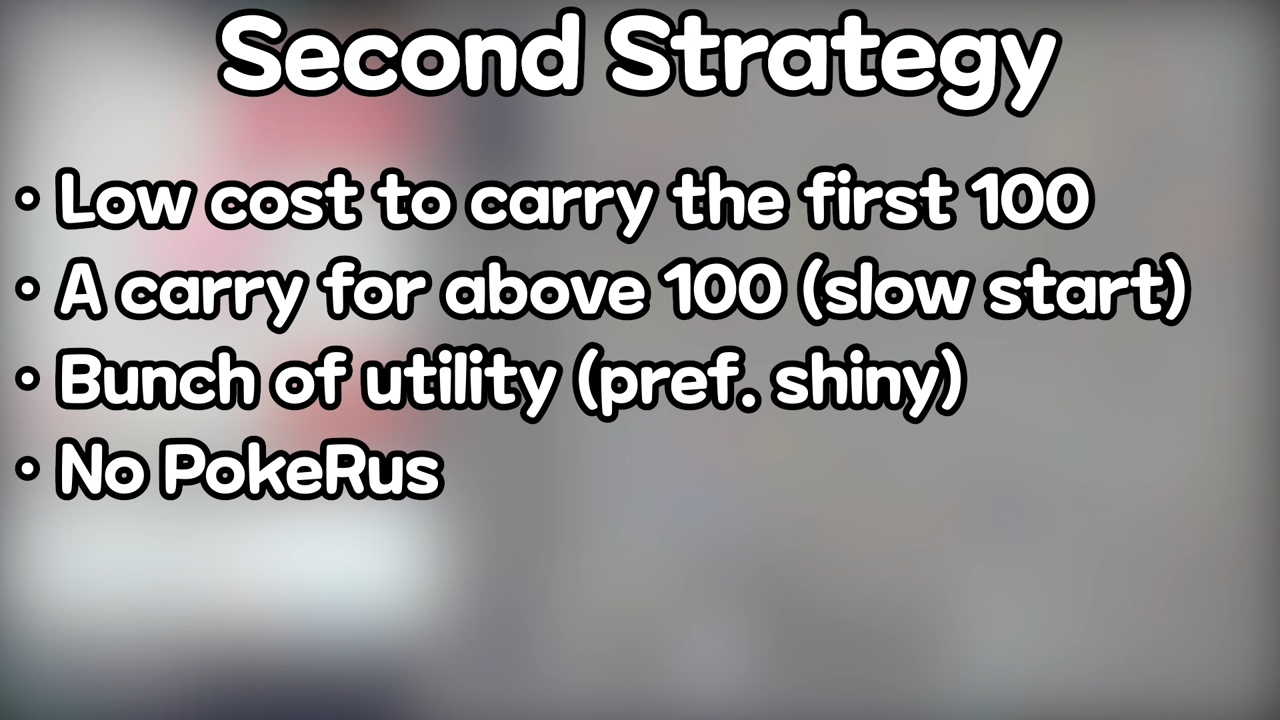 Second Strategy
• Low cost to carry the first 100
• A carry for above 100 (slow start)
• Bunch of utility (pref. shiny)
• No PokeRus